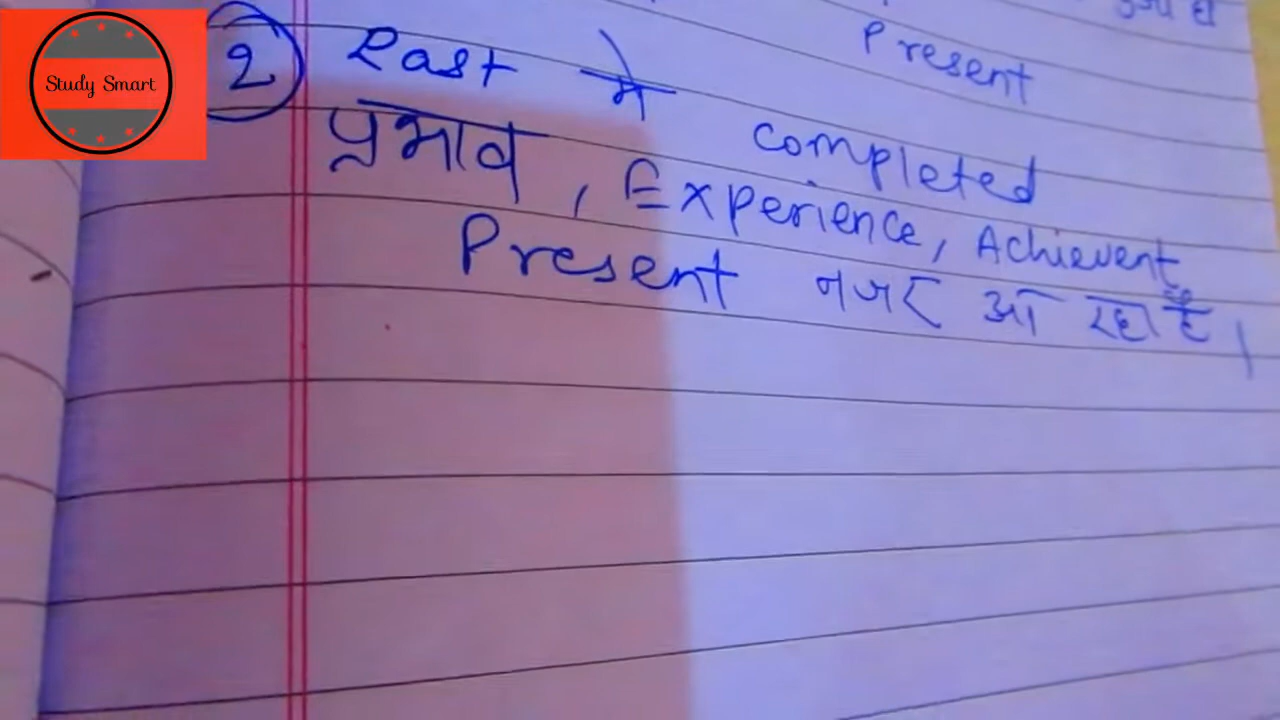 Study Smart
Present
2 Past मे completed
प्रभाव, Experience, Achievent
Present नजर आ रहा है।